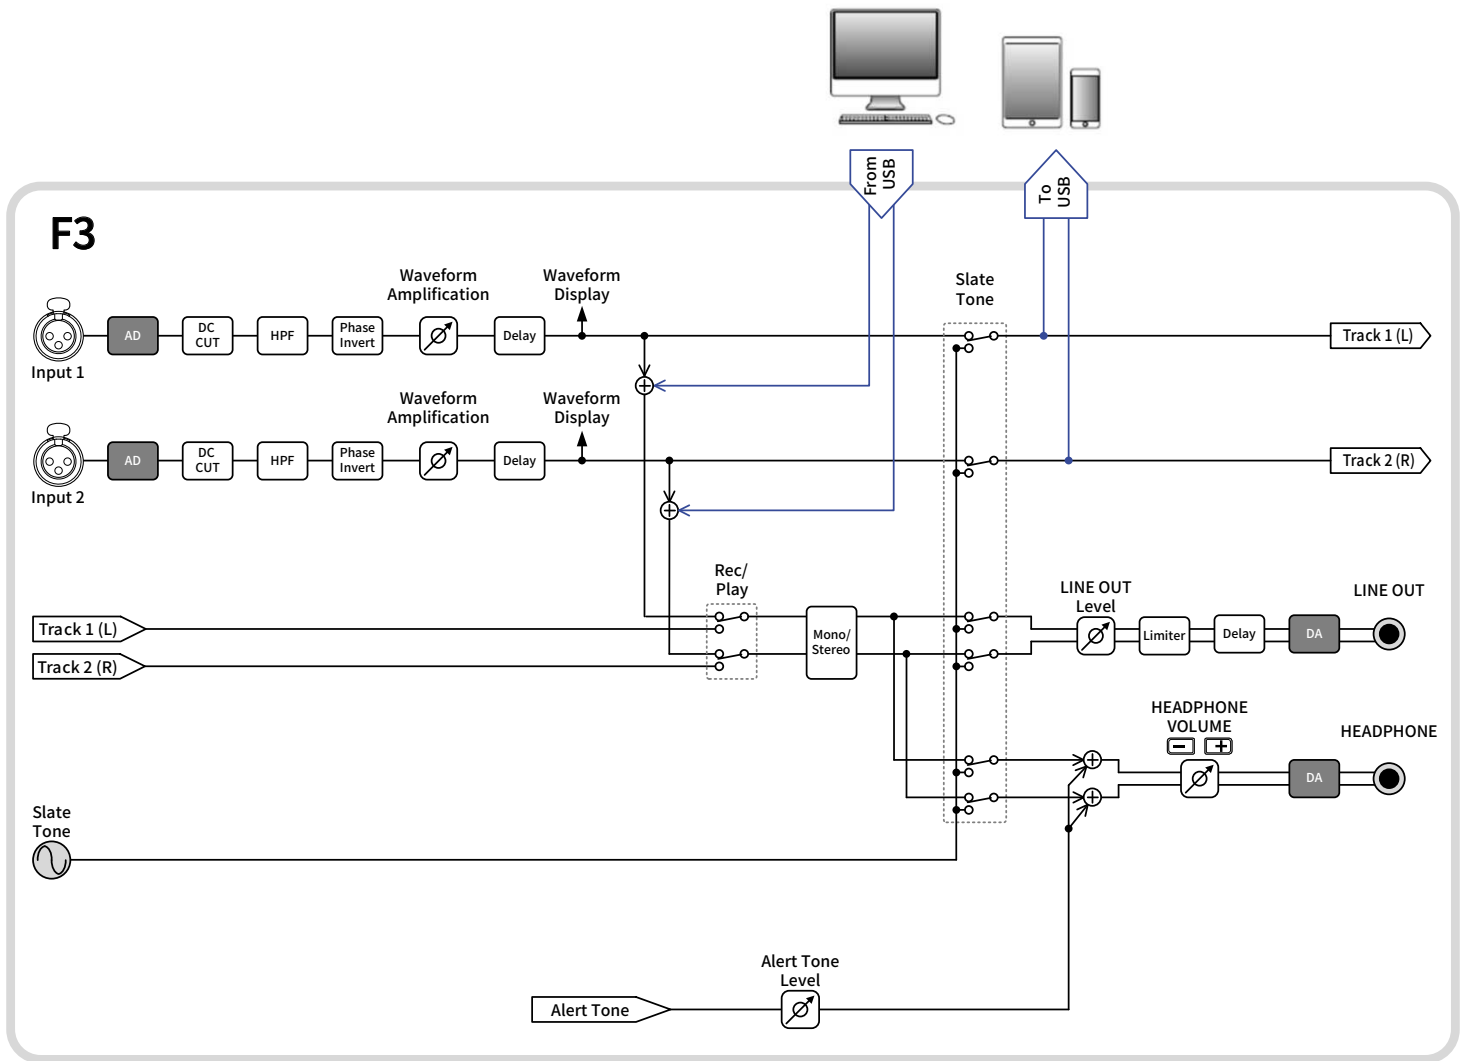 From
USB
To
USB
F3
Waveform
Amplification
Waveform
Display
Slate
Tone
Input 1
AD
DC
CUT
HPF
Phase
Invert
Delay
Track 1 (L)
Waveform
Amplification
Waveform
Display
Input 2
AD
DC
CUT
HPF
Phase
Invert
Delay
Track 2 (R)
Rec/
Play
LINE OUT
Level
LINE OUT
Track 1 (L)
Track 2 (R)
Mono/
Stereo
Limiter
Delay
DA
HEADPHONE
VOLUME
− +
HEADPHONE
DA
Slate
Tone
Alert Tone
Level
Alert Tone